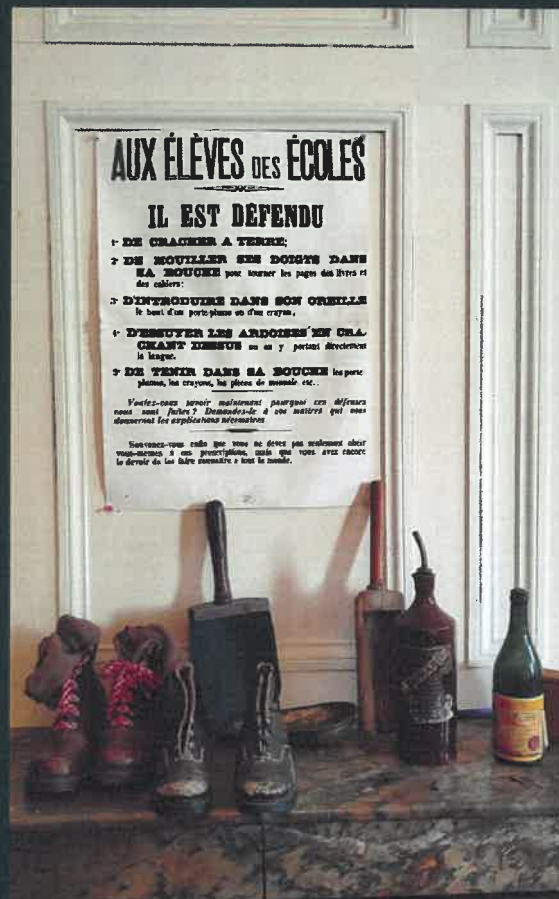 AUX ÉLÈVES DES ÉCOLES
IL EST DÉFENDU
1° DE CRACHER A TERRE;
2° DE MOUILLER SES DOIGTS DANS
SA BOUCHE pour tourner les pages des livres et
des cahiers;
3° D'INTRODUIRE DANS SON OREILLE
le bout d'un porte-plume ou d'un crayon,
4° D'ESSUYER LES ARDOISES EN CRA-
CHANT DESSUS ou en y portant directement
la langue.
5° DE TENIR DANS SA BOUCHE les porte
plumes, les crayons, les pièces de monnaie etc..
Voulez-vous savoir maintenant pourquoi ces défenses
vous sont faites? Demandez-le à vos maîtres qui vous
donneront les explications nécessaires
Souvenez-vous enfin que vous ne devez pas seulement obéir
vous-mêmes à ces prescriptions, mais que vous avez encore
le devoir de les faire connaître à tout le monde.